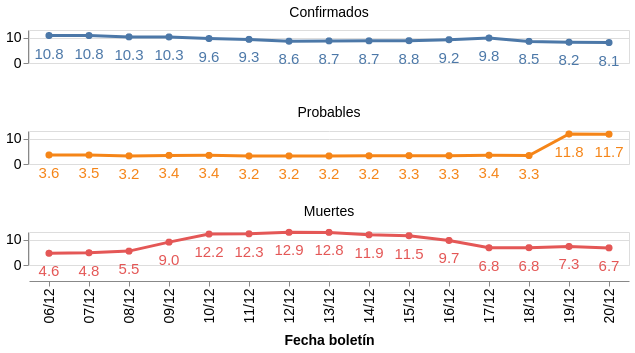 Confirmados
10
0
10.8 10.8 10.3 10.3 9.6 9.3 8.6 8.7 8.7 8.8 9.2 9.8 8.5 8.2 8.1
Probables
10
0
3.6 3.5 3.2 3.4 3.4 3.2 3.2 3.2 3.2 3.3 3.3 3.4 3.3 11.8 11.7
Muertes
10
0
4.6 4.8 5.5 9.0 12.2 12.3 12.9 12.8 11.9 11.5 9.7 6.8 6.8 7.3 6.7
06/12 07/12 08/12 09/12 10/12 11/12 12/12 13/12 14/12 15/12 16/12 17/12 18/12 19/12 20/12
Fecha boletín